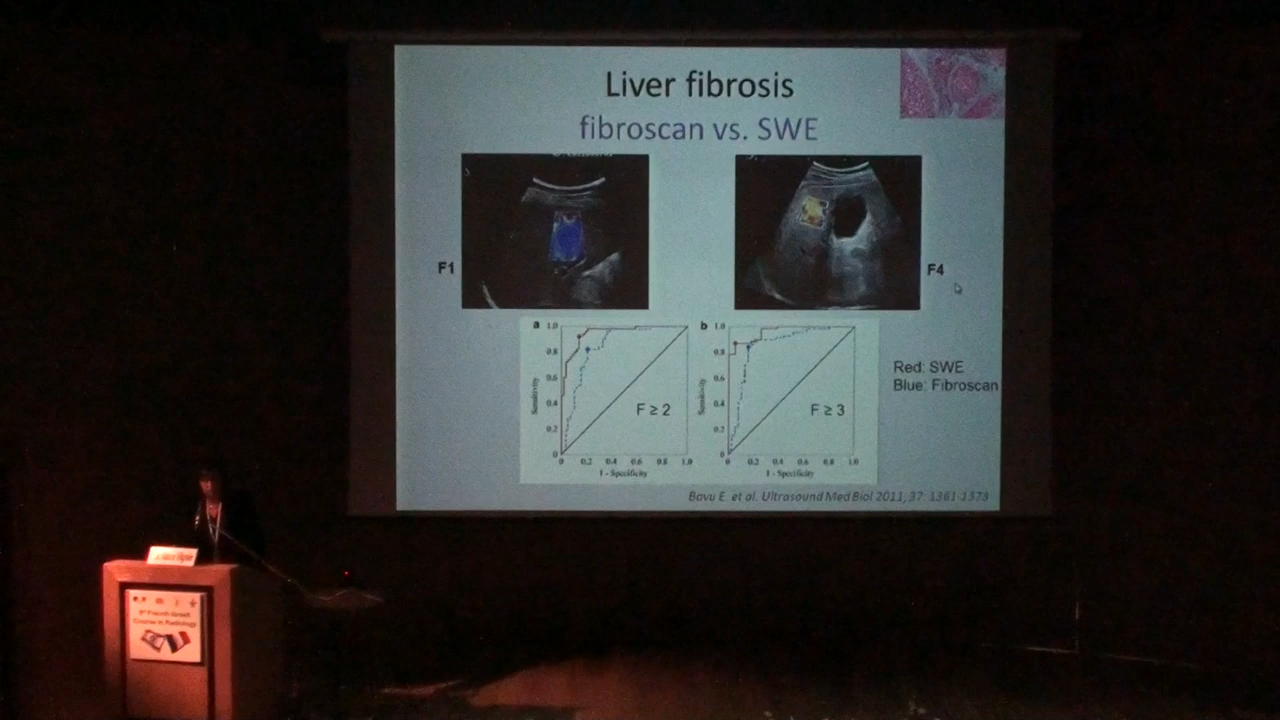 Liver fibrosis
fibroscan vs. SWE
F1
F4
a
1.0
0.8
0.6
0.4
0.2
0
Sensitivity
F ≥ 2
0 0.2 0.4 0.6 0.8 1.0
1 - Specificity
b
1.0
0.8
0.6
0.4
0.2
0
Sensitivity
F ≥ 3
0 0.2 0.4 0.6 0.8 1.0
1 - Specificity
Red: SWE
Blue: Fibroscan
Bavu E. et al. Ultrasound Med Biol 2011; 37: 1361-1373
Course in Radiology